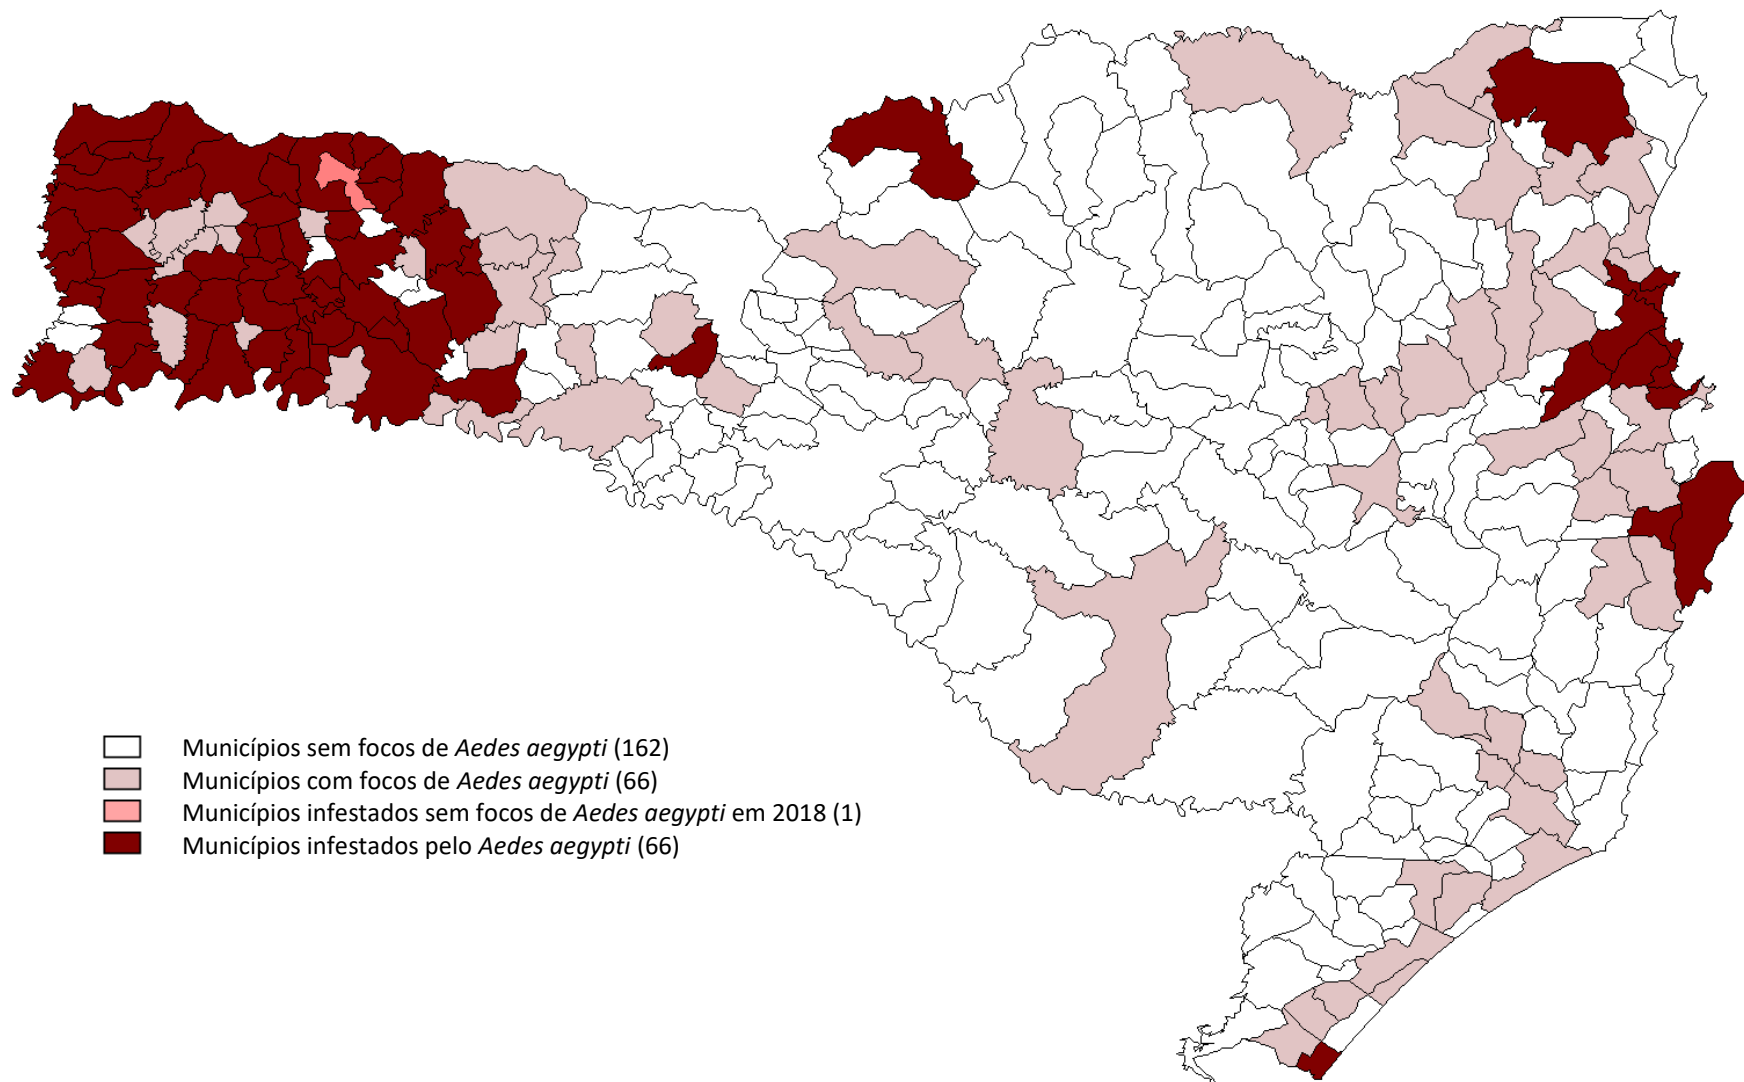 Municípios sem focos de Aedes aegypti (162)
Municípios com focos de Aedes aegypti (66)
Municípios infestados sem focos de Aedes aegypti em 2018 (1)
Municípios infestados pelo Aedes aegypti (66)